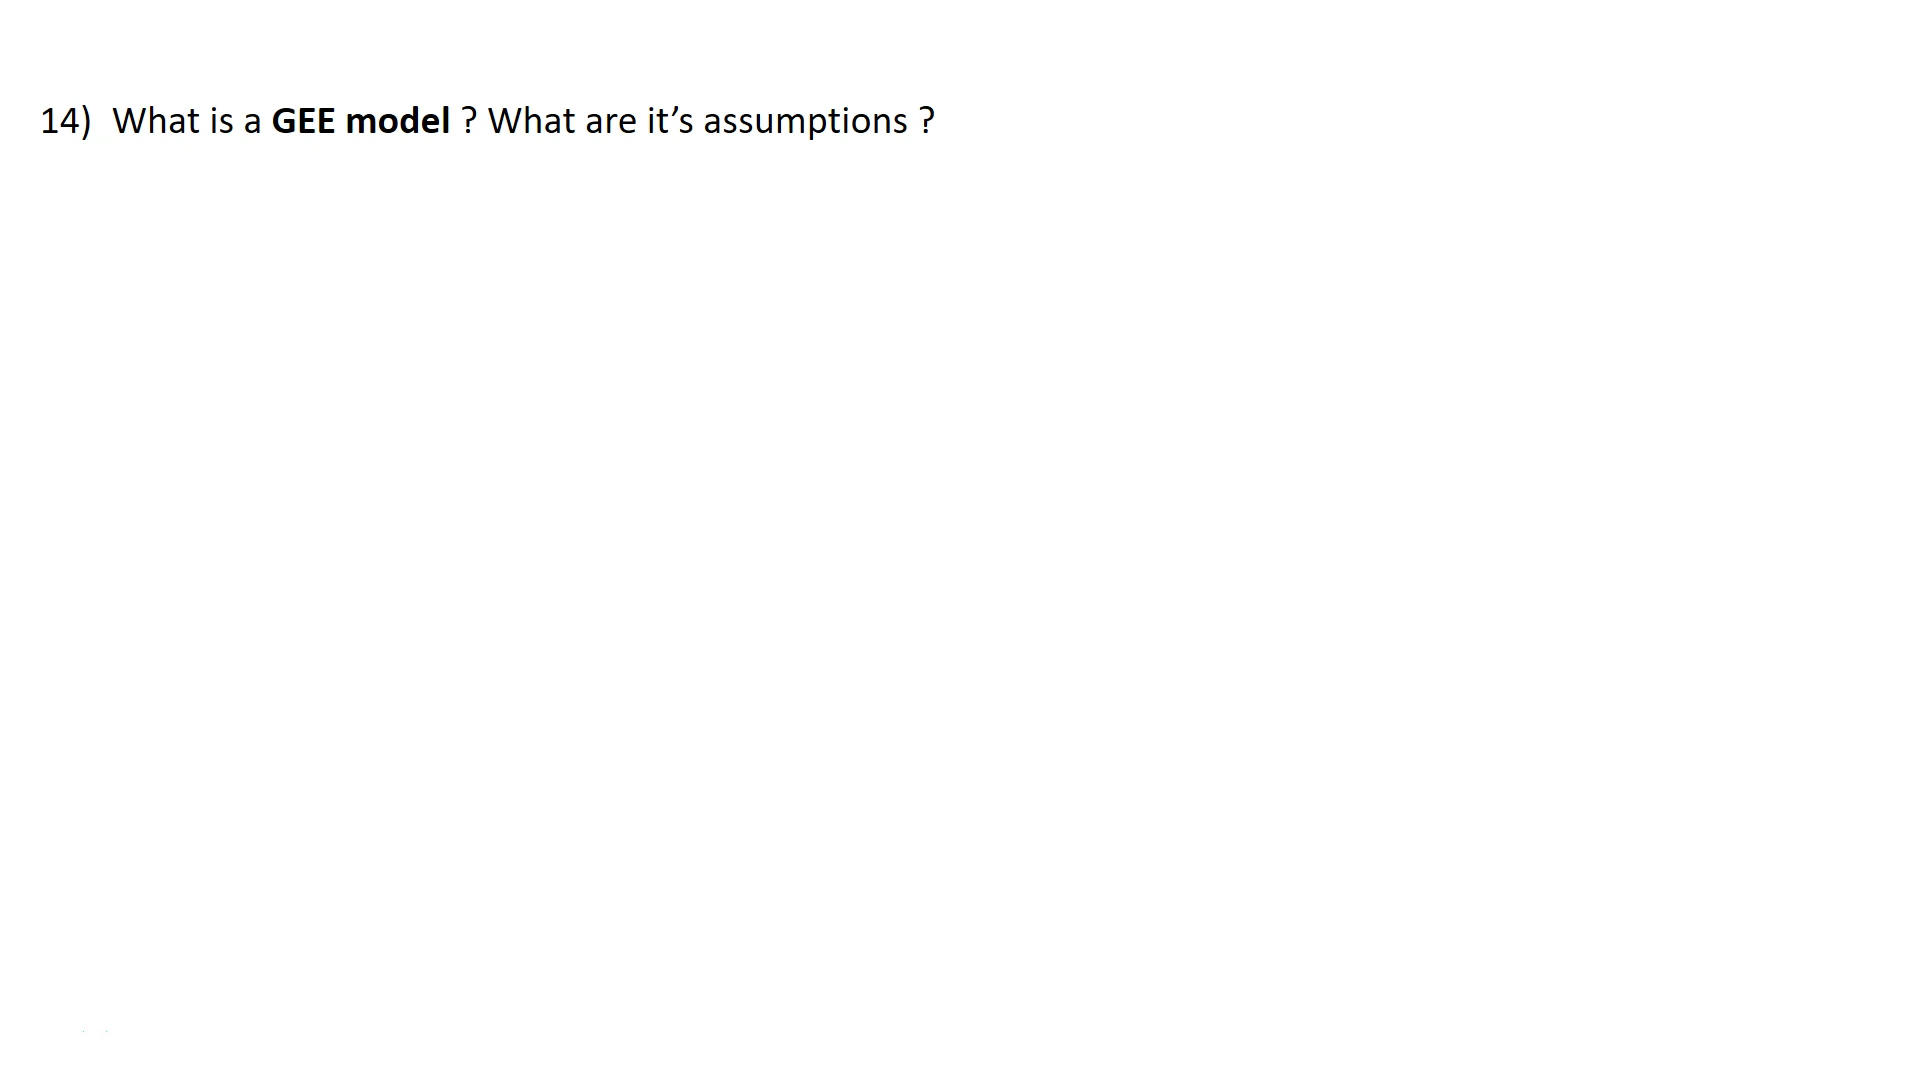 14) What is a GEE model ? What are it’s assumptions ?